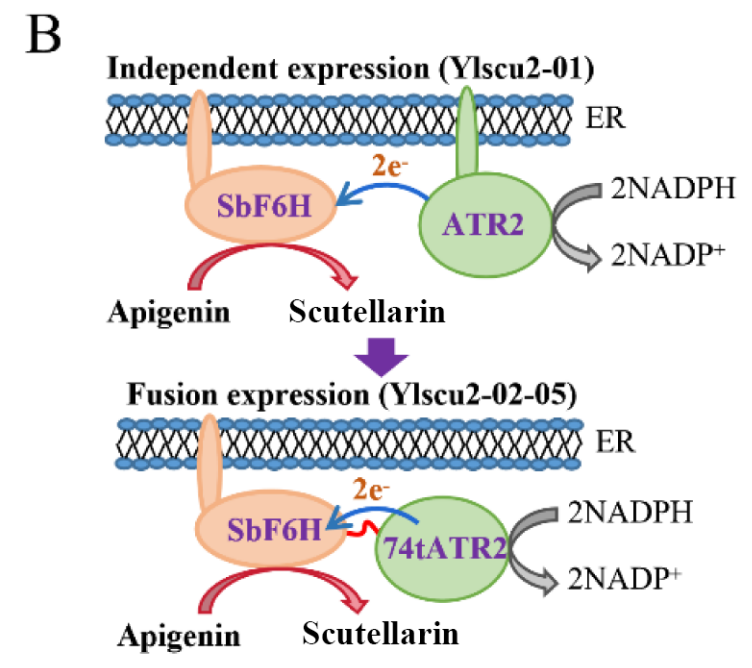 B
Independent expression (Ylscu2-01)
ER
2e-
SbF6H
ATR2
2NADPH
2NADP+
Apigenin
Scutellarin
Fusion expression (Ylscu2-02-05)
ER
2e-
SbF6H
74tATR2
2NADPH
2NADP+
Apigenin
Scutellarin